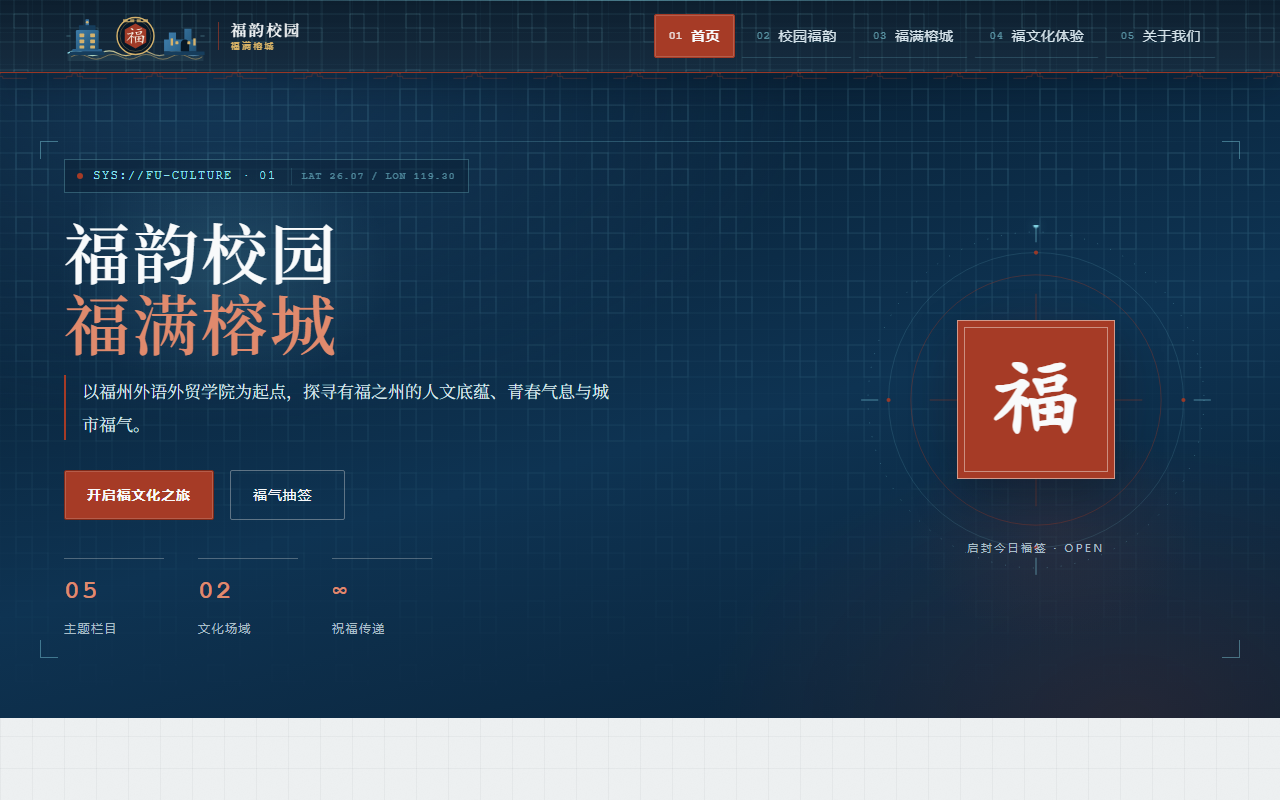 福
福韵校园
福满榕城
01 首页
02 校园福韵
03 福满榕城
04 福文化体验
05 关于我们
SYS://FU-CULTURE · 01
LAT 26.07 / LON 119.30
福韵校园
福满榕城
以福州外语外贸学院为起点，探寻有福之州的人文底蕴、青春气息与城
市福气。
开启福文化之旅
福气抽签
福
启封今日福签 · OPEN
05
02
∞
主题栏目
文化场域
祝福传递